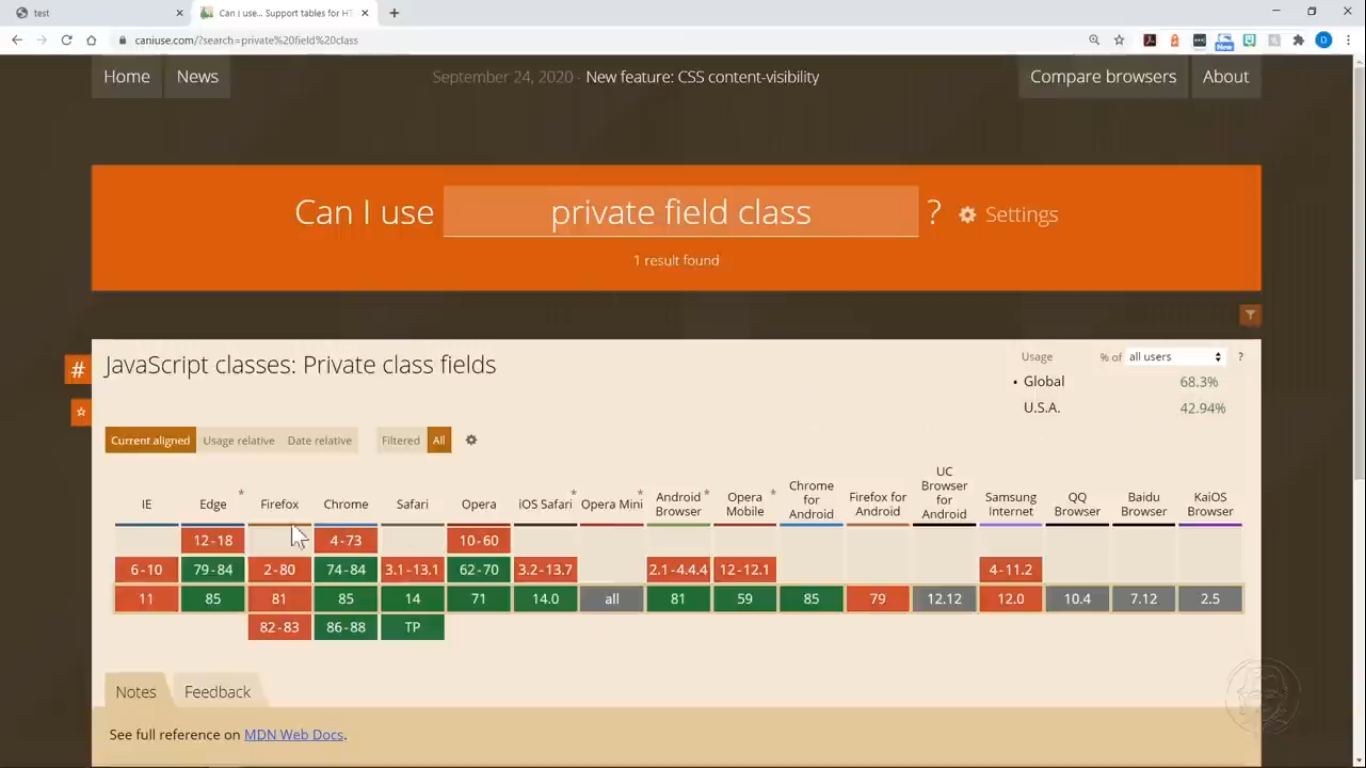 test
Can I use... Support tables for HT
caniuse.com/?search=private%20field%20class
New
D
Home News September 24, 2020 - New feature: CSS content-visibility Compare browsers About
Can I use private field class ? Settings
1 result found
#
JavaScript classes: Private class fields
Usage % of all users ?
• Global 68.3%
U.S.A. 42.94%
Current aligned Usage relative Date relative Filtered All
IE Edge * Firefox Chrome Safari Opera iOS Safari * Opera Mini * Android Browser * Opera Mobile * Chrome for Android Firefox for Android UC Browser for Android Samsung Internet QQ Browser Baidu Browser KaiOS Browser
12-18 4-73 10-60
6-10 79-84 2-80 74-84 3.1-13.1 62-70 3.2-13.7 2.1-4.4.4 12-12.1 4-11.2
11 85 81 85 14 71 14.0 all 81 59 85 79 12.12 12.0 10.4 7.12 2.5
82-83 86-88 TP
Notes Feedback
See full reference on MDN Web Docs.